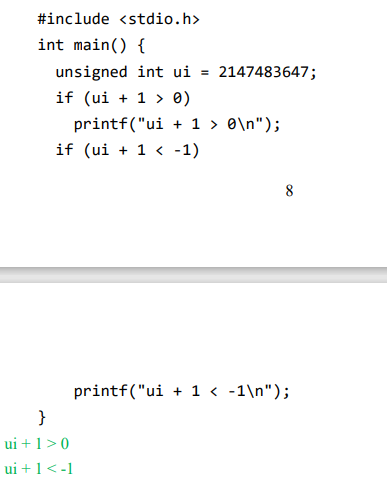 #include <stdio.h>
int main() {
unsigned int ui = 2147483647;
if (ui + 1 > 0)
printf("ui + 1 > 0\n");
if (ui + 1 < -1)
8
printf("ui + 1 < -1\n");
}
ui + 1 > 0
ui + 1 < -1